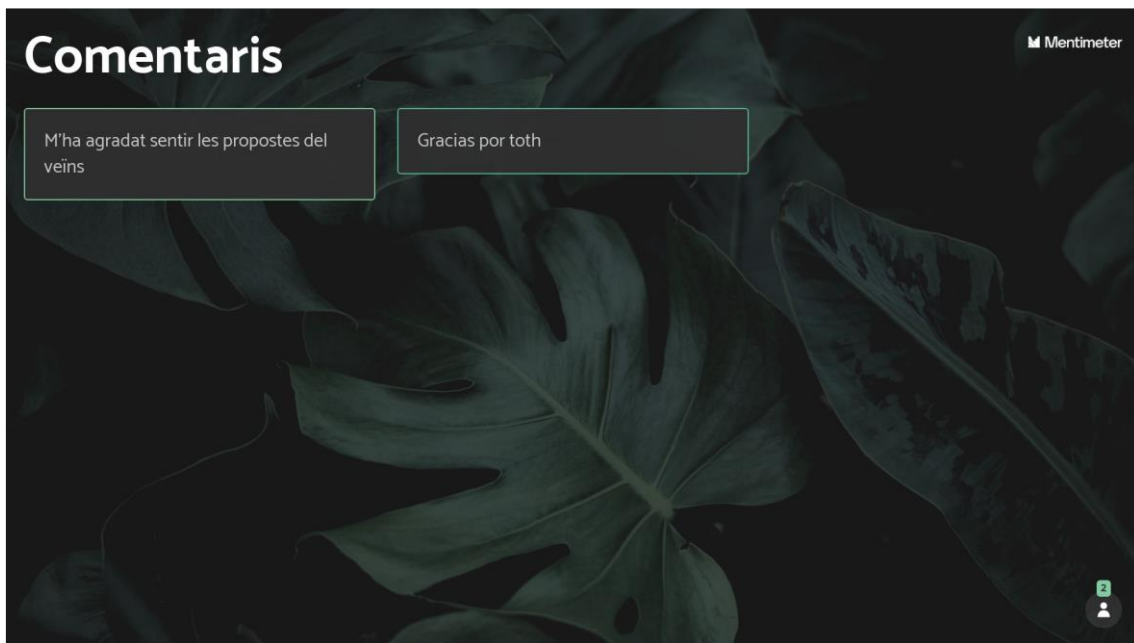 Comentaris
Mentimeter
M'ha agradat sentir les propostes del
veïns
Gracias por toth
2